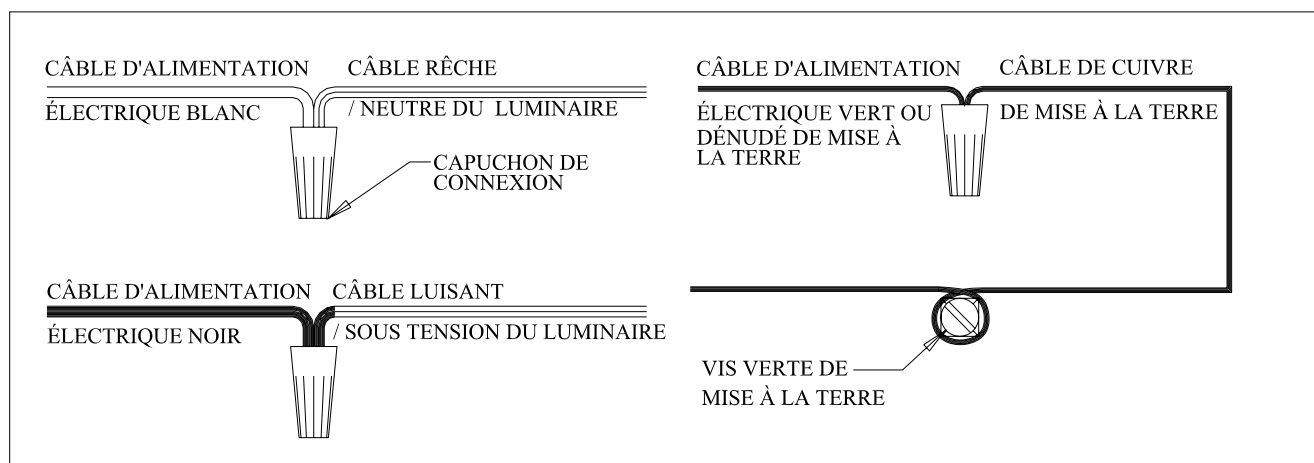 CÂBLE D'ALIMENTATION
ÉLECTRIQUE BLANC
CÂBLE RÊCHE
/ NEUTRE DU LUMINAIRE
CAPUCHON DE
CONNEXION
CÂBLE D'ALIMENTATION
ÉLECTRIQUE NOIR
CÂBLE LUISANT
/ SOUS TENSION DU LUMINAIRE
CÂBLE D'ALIMENTATION
ÉLECTRIQUE VERT OU
DÉNUDÉ DE MISE À
LA TERRE
CÂBLE DE CUIVRE
DE MISE À LA TERRE
VIS VERTE DE
MISE À LA TERRE